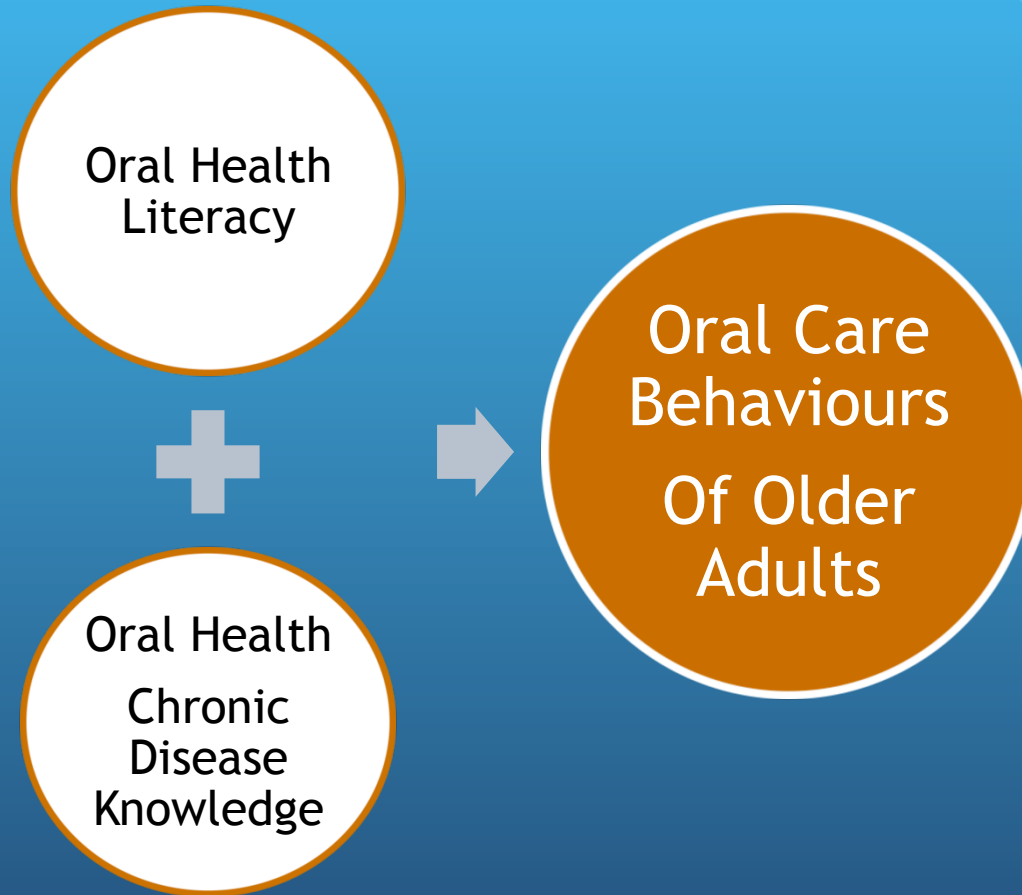 Oral Health
Literacy
Oral Health
Chronic
Disease
Knowledge
Oral Care
Behaviours
Of Older
Adults